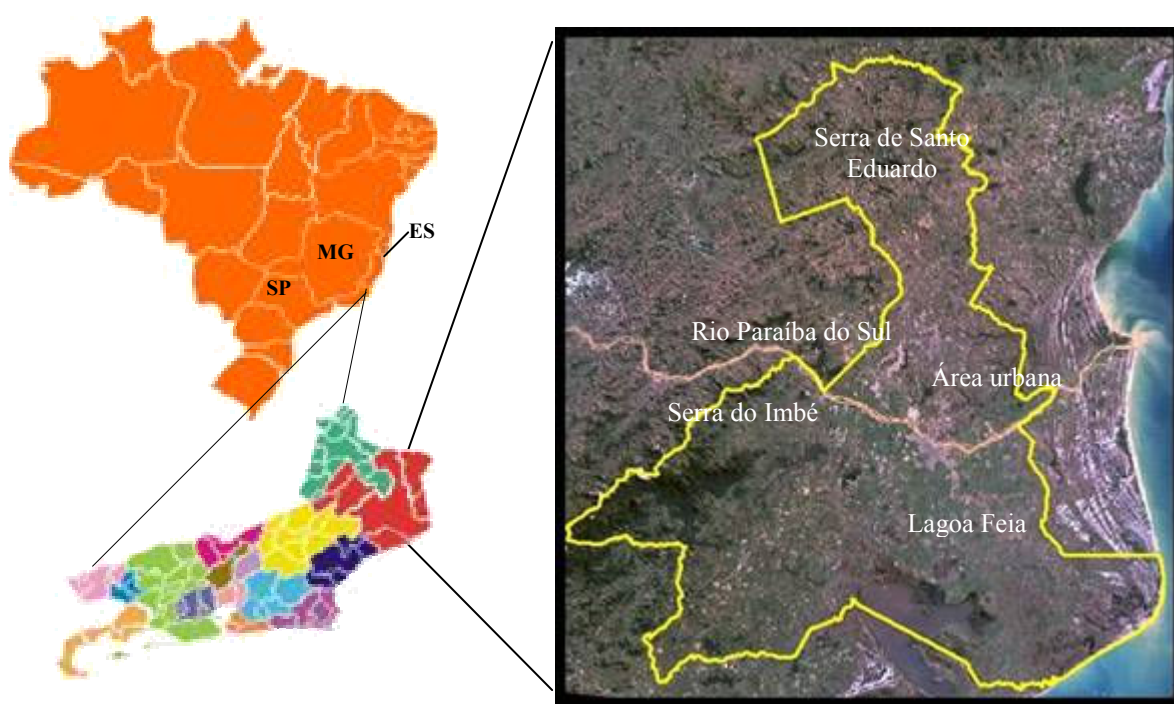 ES
MG
SP
Serra de Santo
Eduardo
Rio Paraíba do Sul
Área urbana
Serra do Imbé
Lagoa Feia